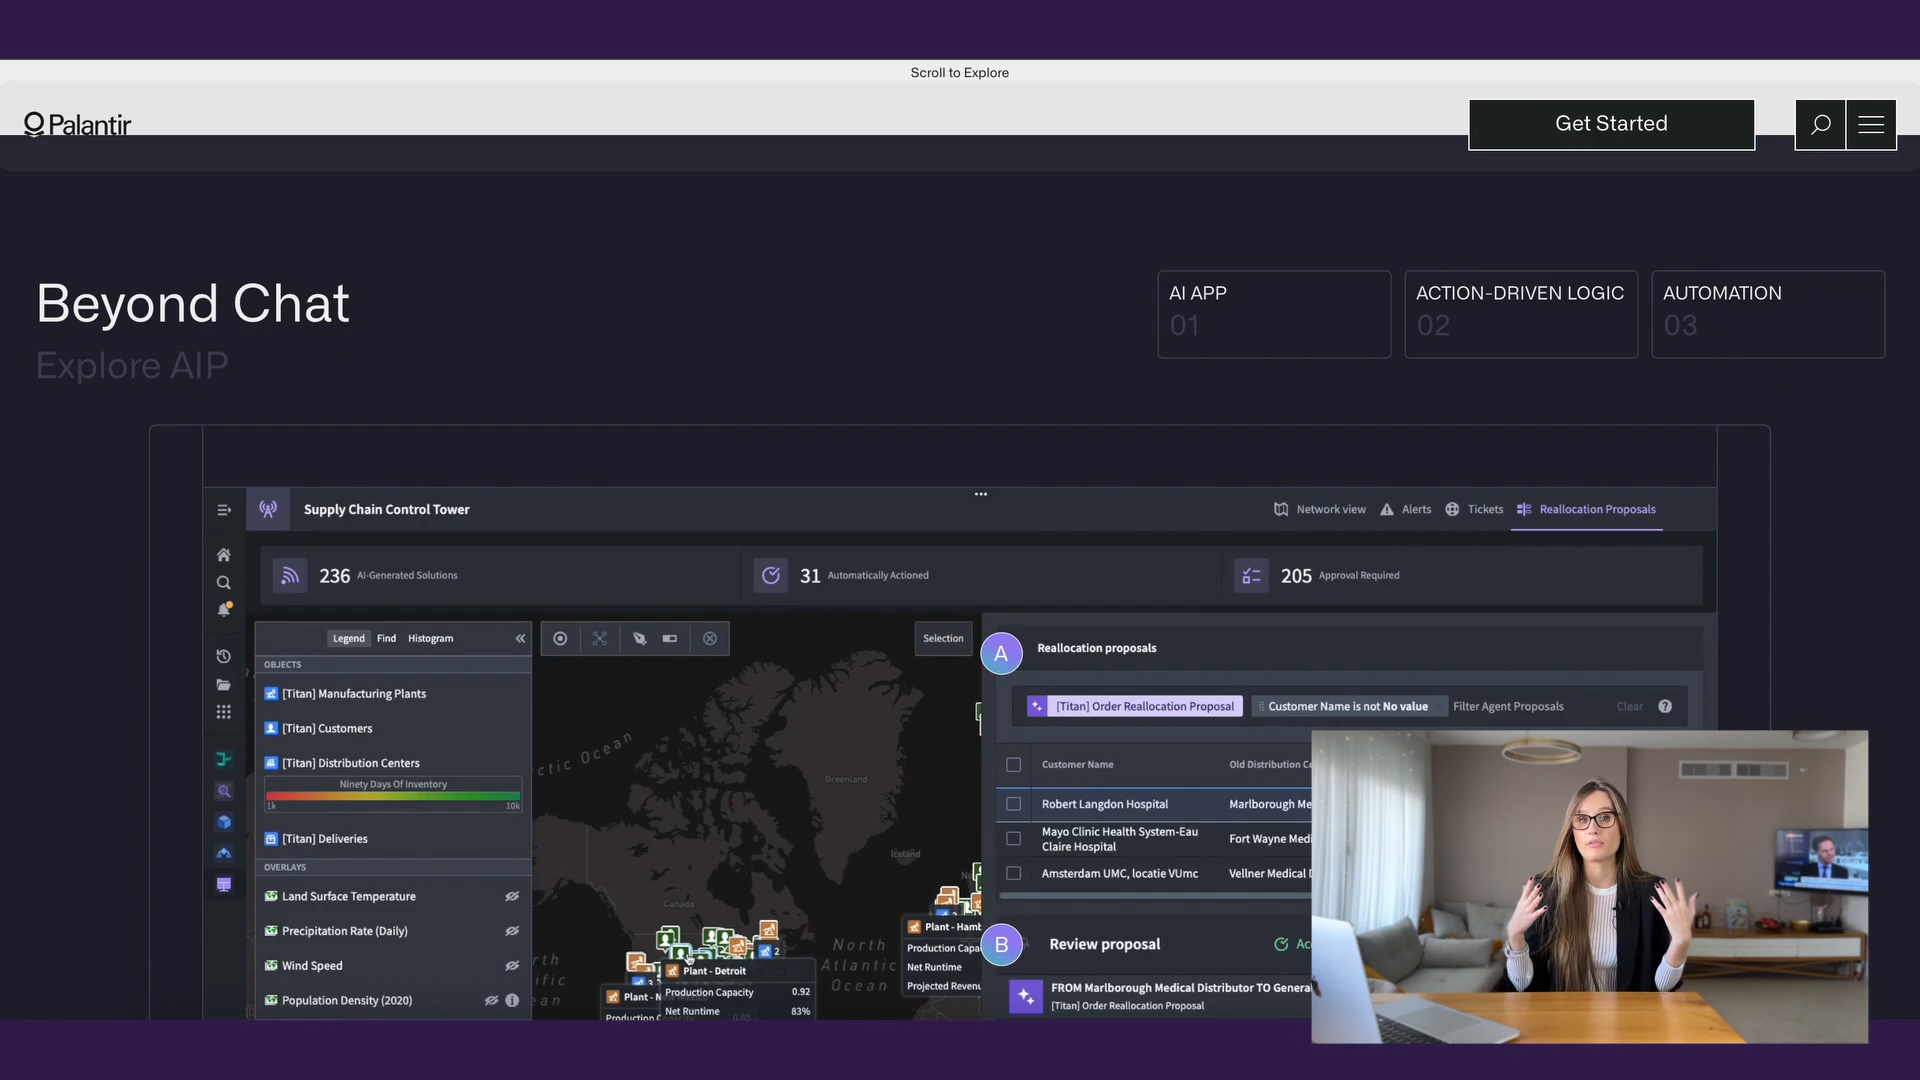 Scroll to Explore
Palantir
Get Started
Beyond Chat
Explore AIP
AI APP
01
ACTION-DRIVEN LOGIC
02
AUTOMATION
03
Supply Chain Control Tower
Network view
Alerts
Tickets
Reallocation Proposals
236 AI-Generated Solutions
31 Automatically Actioned
205 Approval Required
Legend Find Histogram
Selection
OBJECTS
[Titan] Manufacturing Plants
[Titan] Customers
[Titan] Distribution Centers
Ninety Days Of Inventory
1k 10k
[Titan] Deliveries
OVERLAYS
Land Surface Temperature
Precipitation Rate (Daily)
Wind Speed
Population Density (2020)
Ocean
Greenland
Iceland
Canada
North
Atlantic
Ocean
2
Plant - Detroit
Production Capacity 0.92
Net Runtime 83%
Plant - Hamb
Production Capa
Net Runtime
Projected Revenu
A
Reallocation proposals
[Titan] Order Reallocation Proposal
Customer Name is not No value
Filter Agent Proposals
Clear
Customer Name Old Distribution Ce
Robert Langdon Hospital Marlborough Me
Mayo Clinic Health System-Eau
Claire Hospital
Fort Wayne Medi
Amsterdam UMC, locatie VUmc Vellner Medical D
B
Review proposal
Acc
FROM Marlborough Medical Distributor TO Genera
[Titan] Order Reallocation Proposal